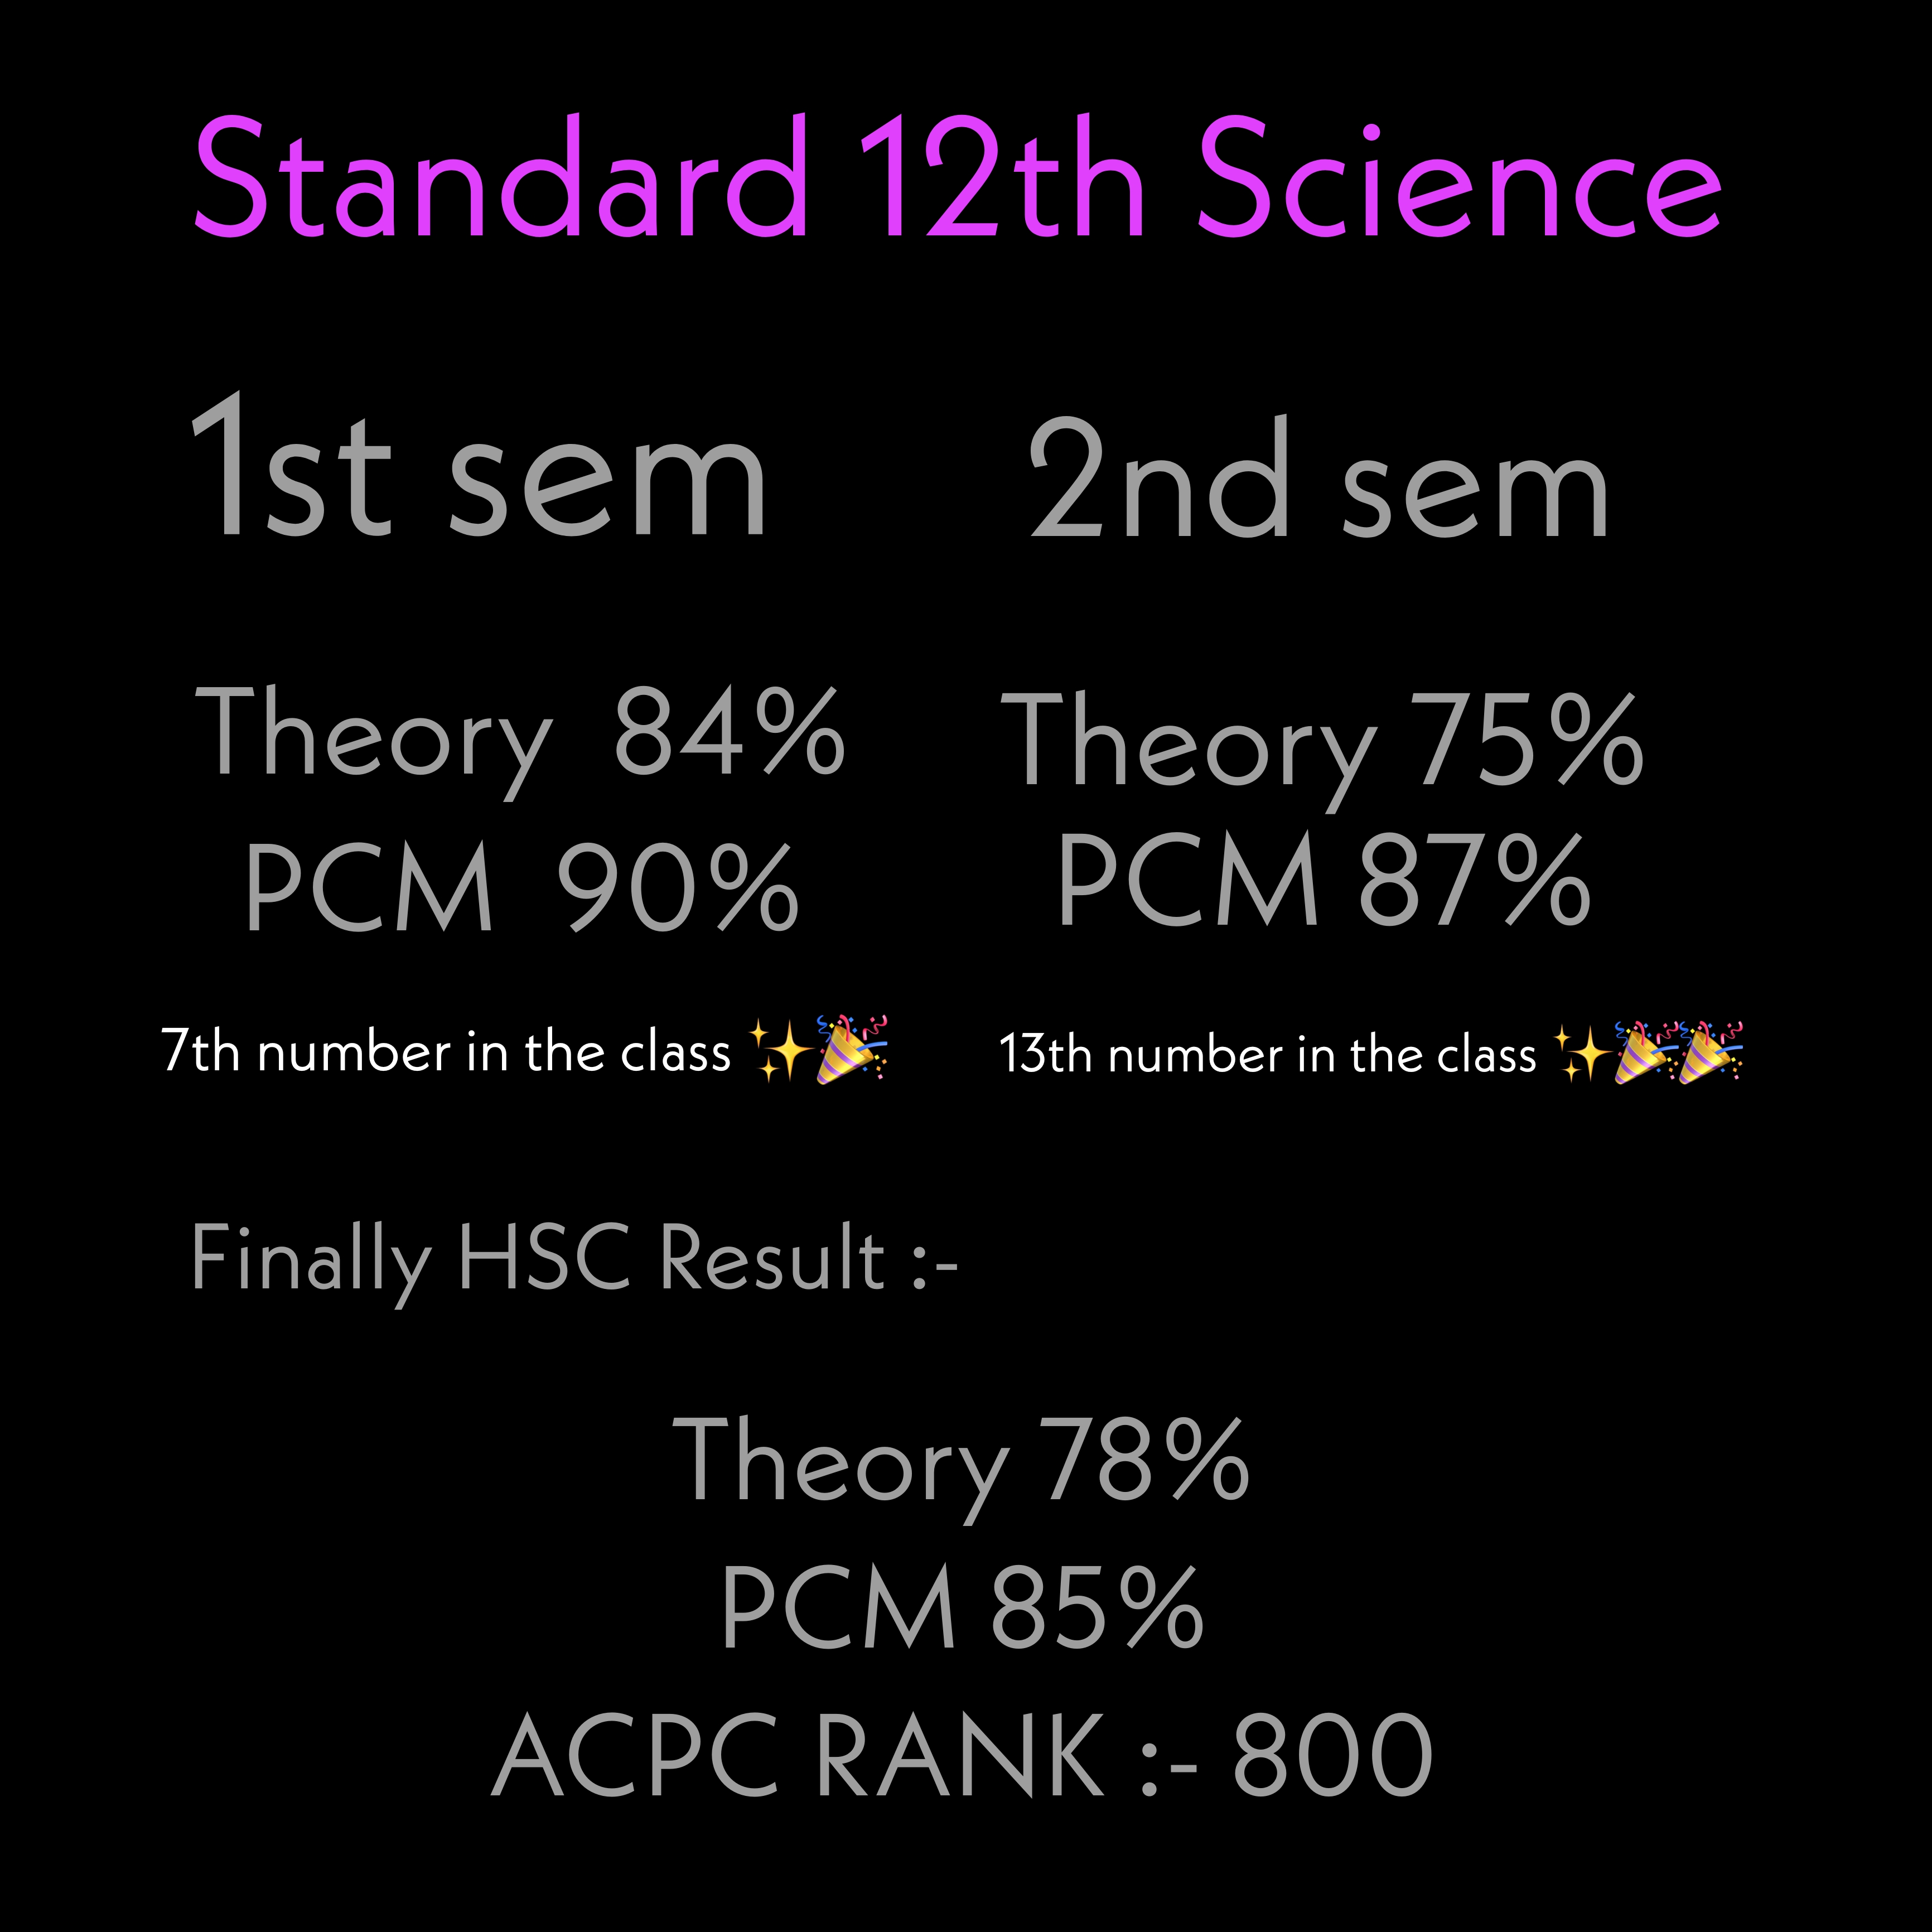 Standard 12th Science
1st sem
2nd sem
Theory 84%
PCM 90%
7th number in the class ✨🎉
Theory 75%
PCM 87%
13th number in the class ✨🎉🎉
Finally HSC Result :-
Theory 78%
PCM 85%
ACPC RANK :- 800